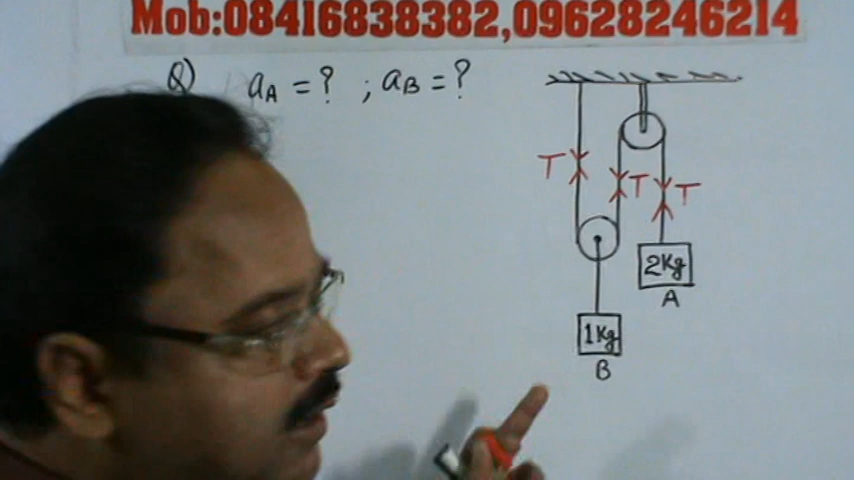 Mob:08416838382,09628246214
Q) aA = ? ; aB = ?
T T T
2Kg
A
1Kg
B